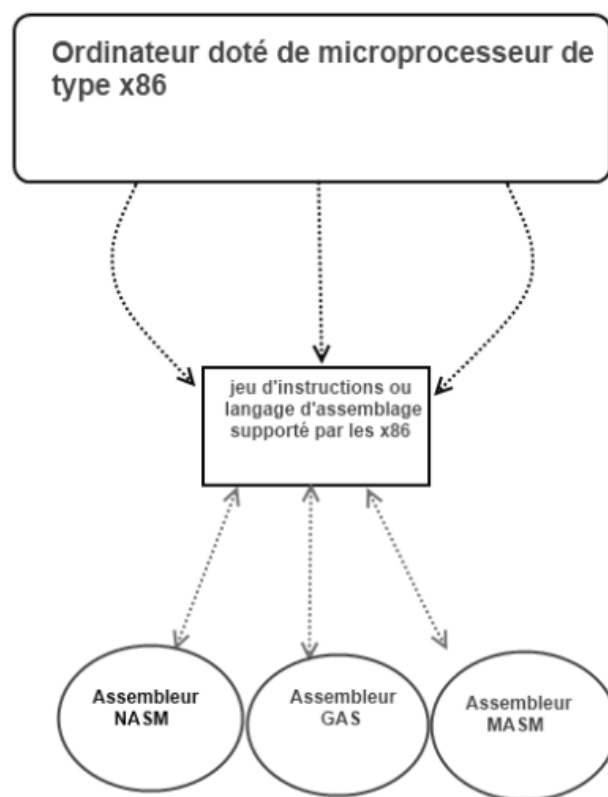 Ordinateur doté de microprocesseur de
type x86
jeu d'instructions ou
langage d'assemblage
supporté par les x86
Assembleur
NASM
Assembleur
GAS
Assembleur
MASM